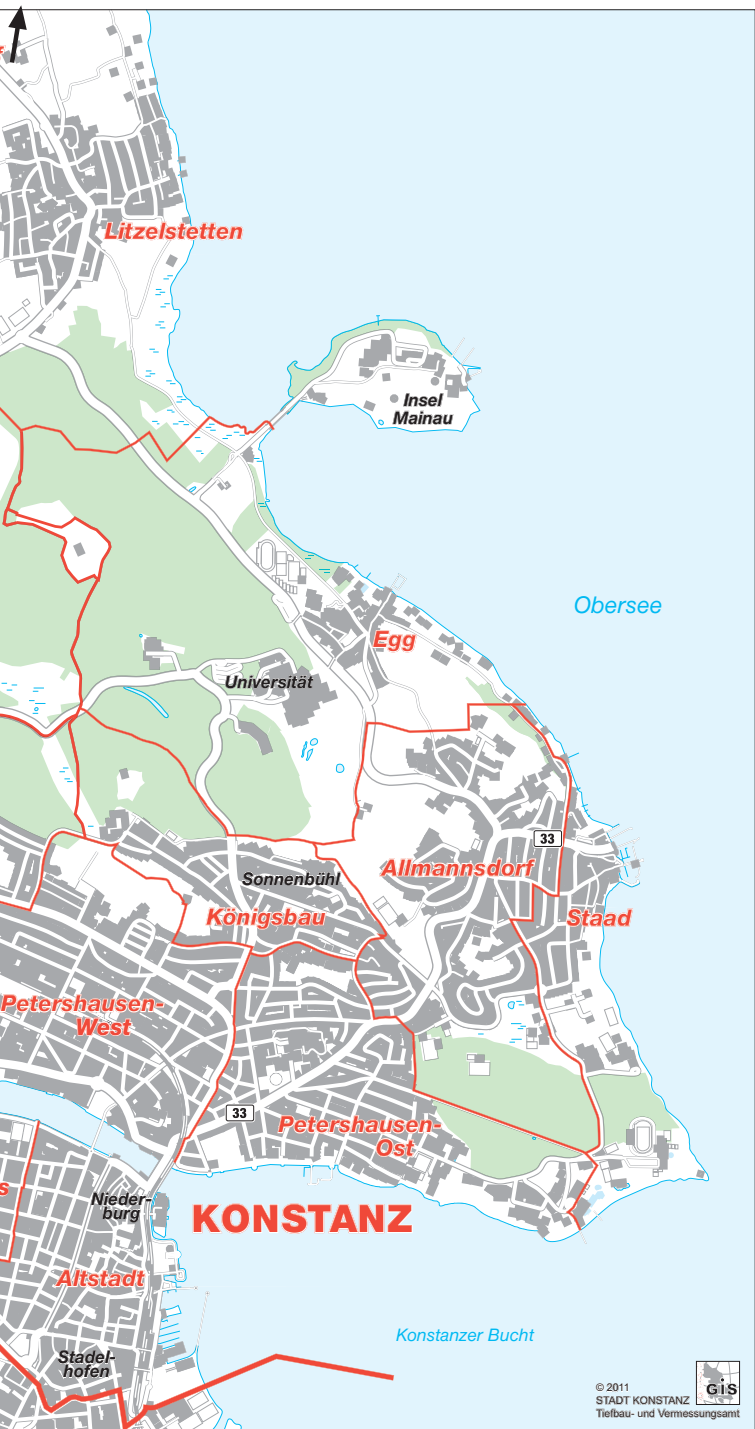 Litzelstetten
Insel
Mainau
Obersee
Egg
Universität
33
Allmannsdorf
Sonnenbühl
Königsbau
Staad
Petershausen-
West
33
Petershausen-
Ost
Nieder-
burg
KONSTANZ
Altstadt
Konstanzer Bucht
Stadel-
hofen
© 2011
STADT KONSTANZ
Tiefbau- und Vermessungsamt
GiS